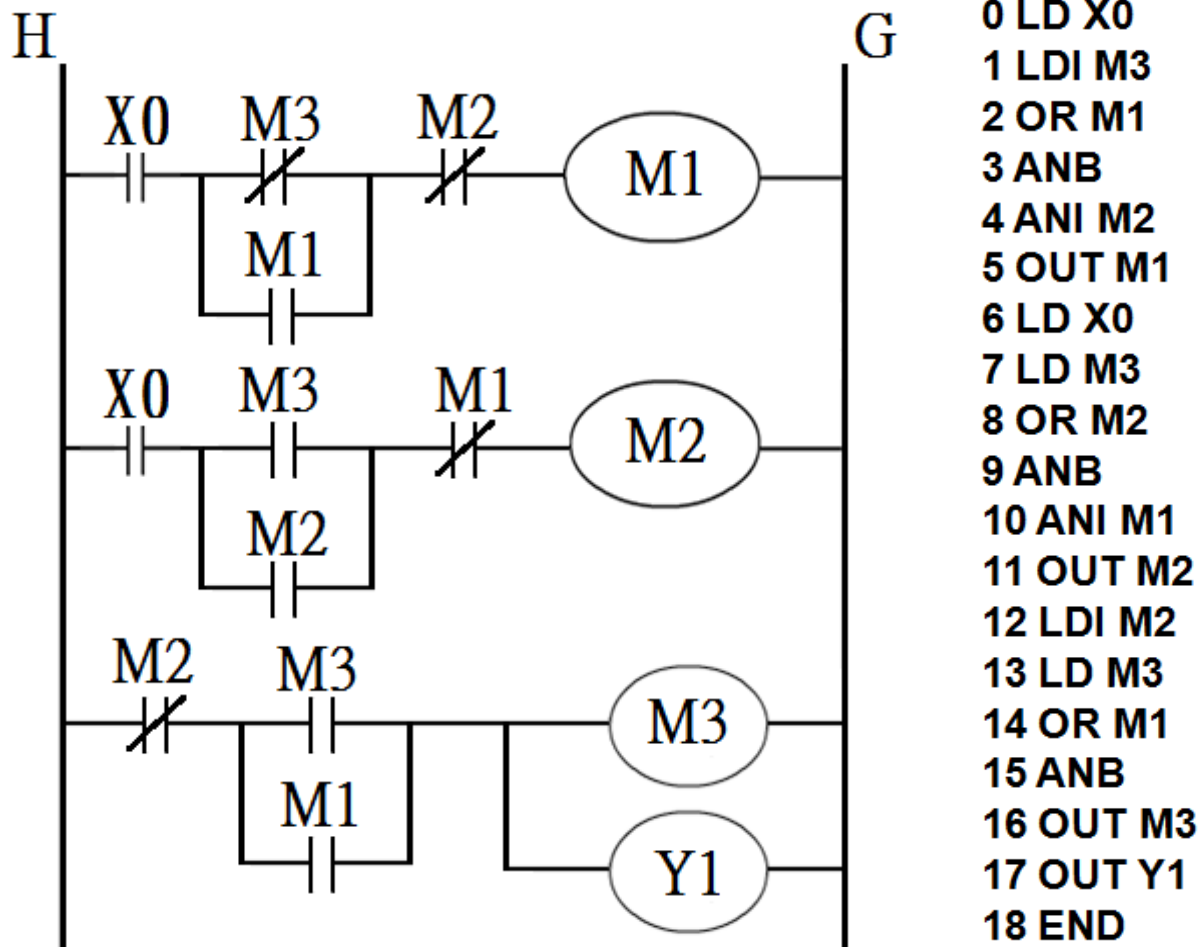 H G
X0 M3 M2
M1
M1
X0 M3 M1
M2
M2
M2 M3
M3
M1
Y1
0 LD X0
1 LDI M3
2 OR M1
3 ANB
4 ANI M2
5 OUT M1
6 LD X0
7 LD M3
8 OR M2
9 ANB
10 ANI M1
11 OUT M2
12 LDI M2
13 LD M3
14 OR M1
15 ANB
16 OUT M3
17 OUT Y1
18 END